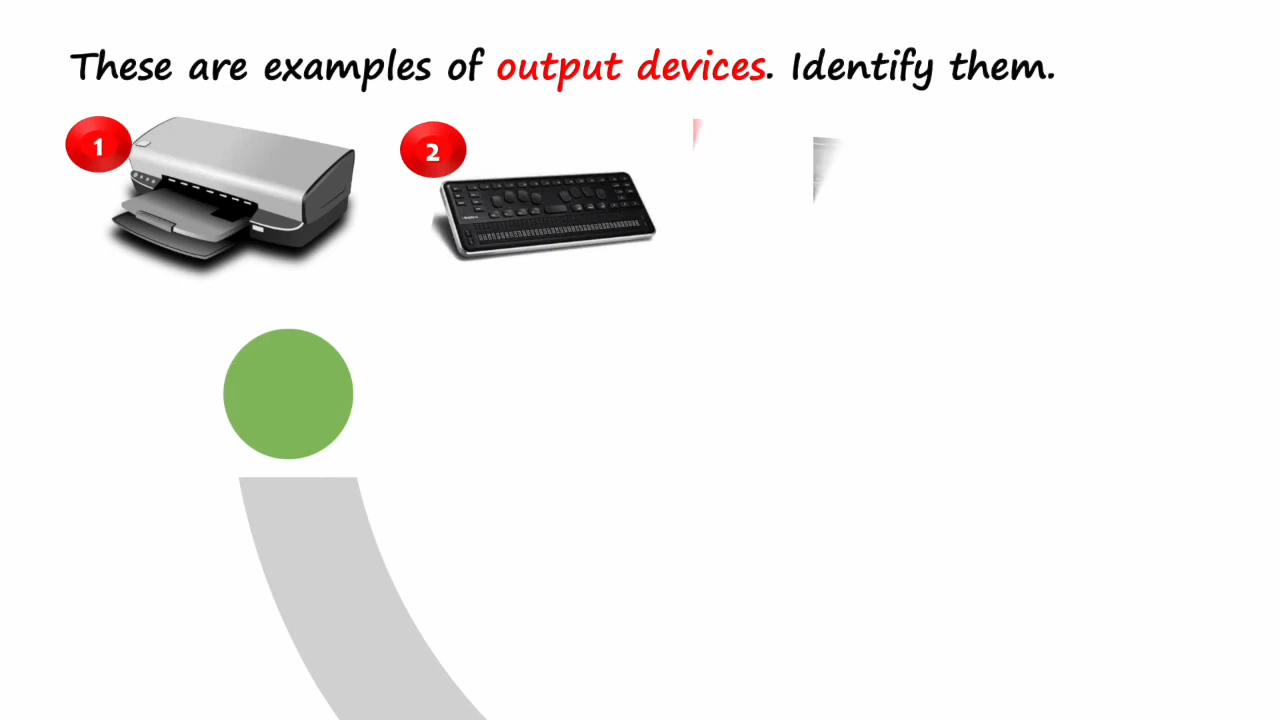 These are examples of output devices. Identify them.
1
2